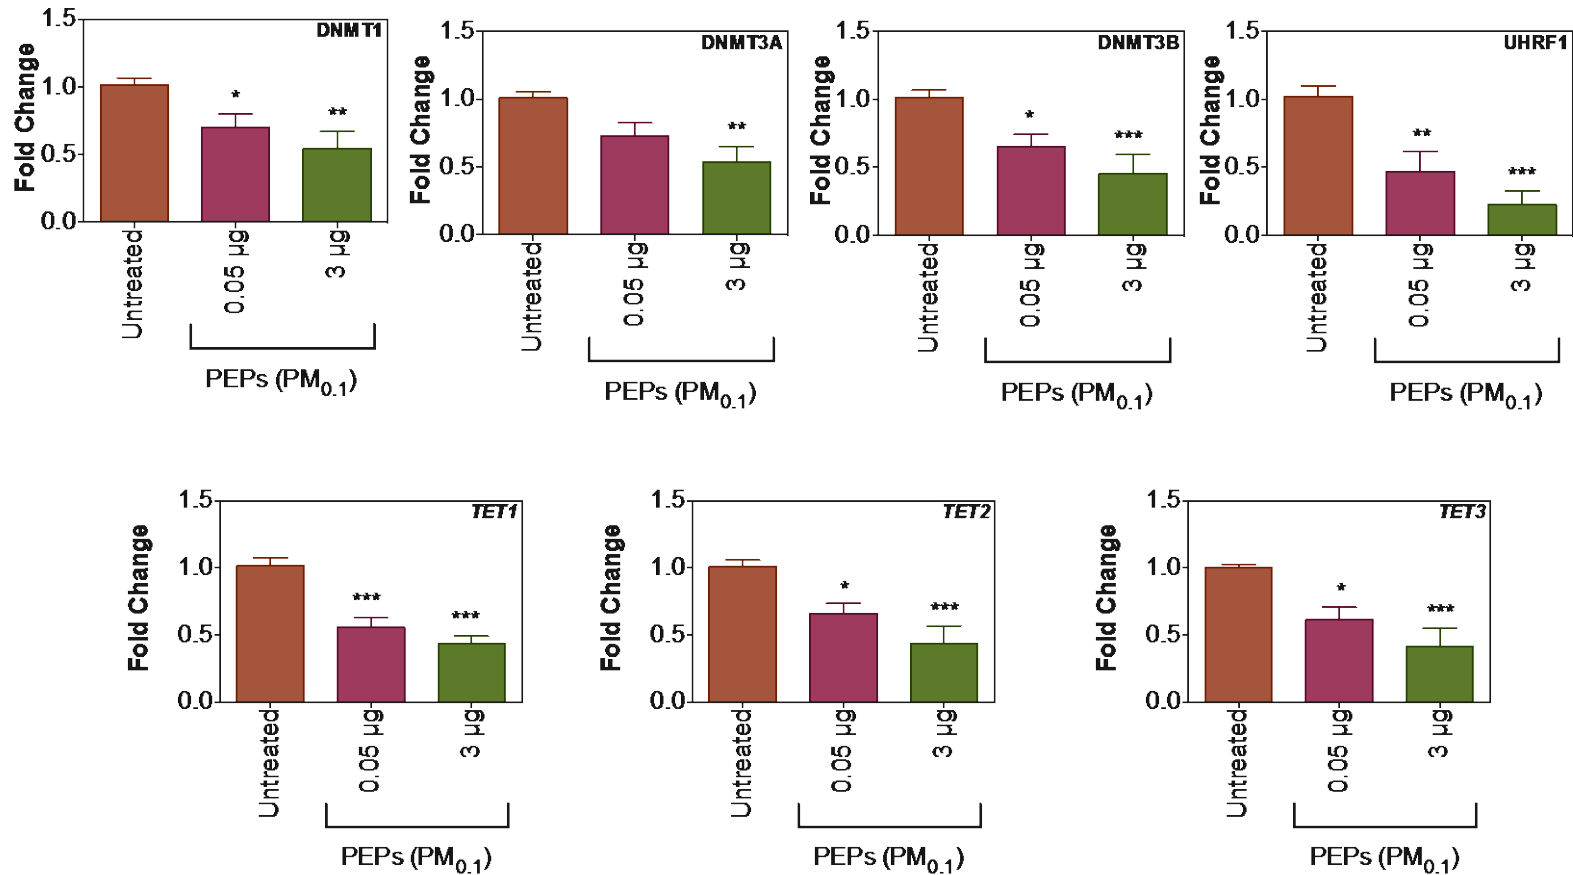 DNMT1
Fold Change
1.5
1.0
0.5
0.0
*
**
Untreated
0.05 µg
3 µg
PEPs (PM0.1)
DNMT3A
Fold Change
1.5
1.0
0.5
0.0
**
Untreated
0.05 µg
3 µg
PEPs (PM0.1)
DNMT3B
Fold Change
1.5
1.0
0.5
0.0
*
***
Untreated
0.05 µg
3 µg
PEPs (PM0.1)
UHRF1
Fold Change
1.5
1.0
0.5
0.0
**
***
Untreated
0.05 µg
3 µg
PEPs (PM0.1)
TET1
Fold Change
1.5
1.0
0.5
0.0
***
***
Untreated
0.05 µg
3 µg
PEPs (PM0.1)
TET2
Fold Change
1.5
1.0
0.5
0.0
*
***
Untreated
0.05 µg
3 µg
PEPs (PM0.1)
TET3
Fold Change
1.5
1.0
0.5
0.0
*
***
Untreated
0.05 µg
3 µg
PEPs (PM0.1)